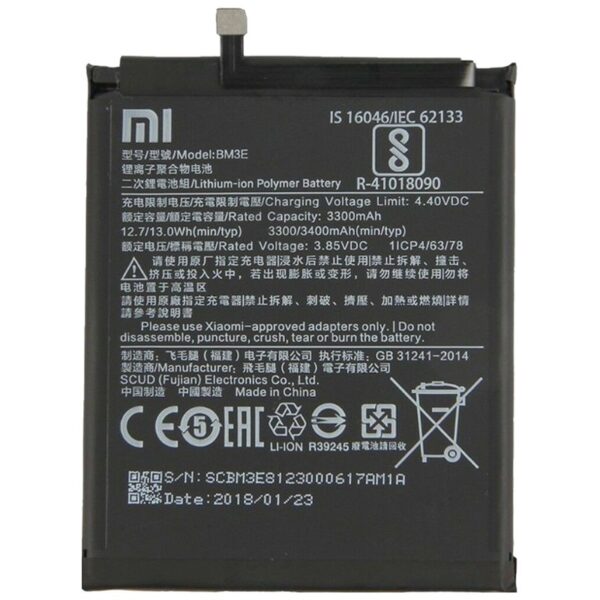 mi
IS 16046/IEC 62133
R-41018090
型号/型號/Model: BM3E
锂离子聚合物电池
二次鋰電池組/Lithium-ion Polymer Battery
充电限制电压/充電限制電壓/Charging Voltage Limit: 4.40VDC
额定容量/額定電容量/Rated Capacity: 3300mAh
12.7/13.0Wh(min/typ) 3300/3400mAh(min/typ)
额定电压/標稱電壓/Rated Voltage: 3.85VDC 1ICP4/63/78
请使用原厂指定充电器|浸水后禁止使用|禁止拆解、撞击、
挤压或投入火中|若出现膨胀或变形，勿继续使用|勿将电
池置于高温中
請使用原廠指定充電器|禁止拆解、刺破、擠壓、加熱或燃燒|詳情
參考說明書
Please use Xiaomi-approved adapters only. | Do not
disassemble, puncture, crush, tear or burn the battery.
制造商：飞毛腿（福建）电子有限公司 执行标准：GB 31241-2014
製造商/Manufacturer: 飛毛腿（福建）電子有限公司
SCUD (Fujian) Electronics Co., Ltd.
中国制造/中國製造/Made in China
CE 5 EAC
LI-ION R39245 廢電池請回收
S/N: SCBM3E8123000617AM1A
Date: 2018/01/23